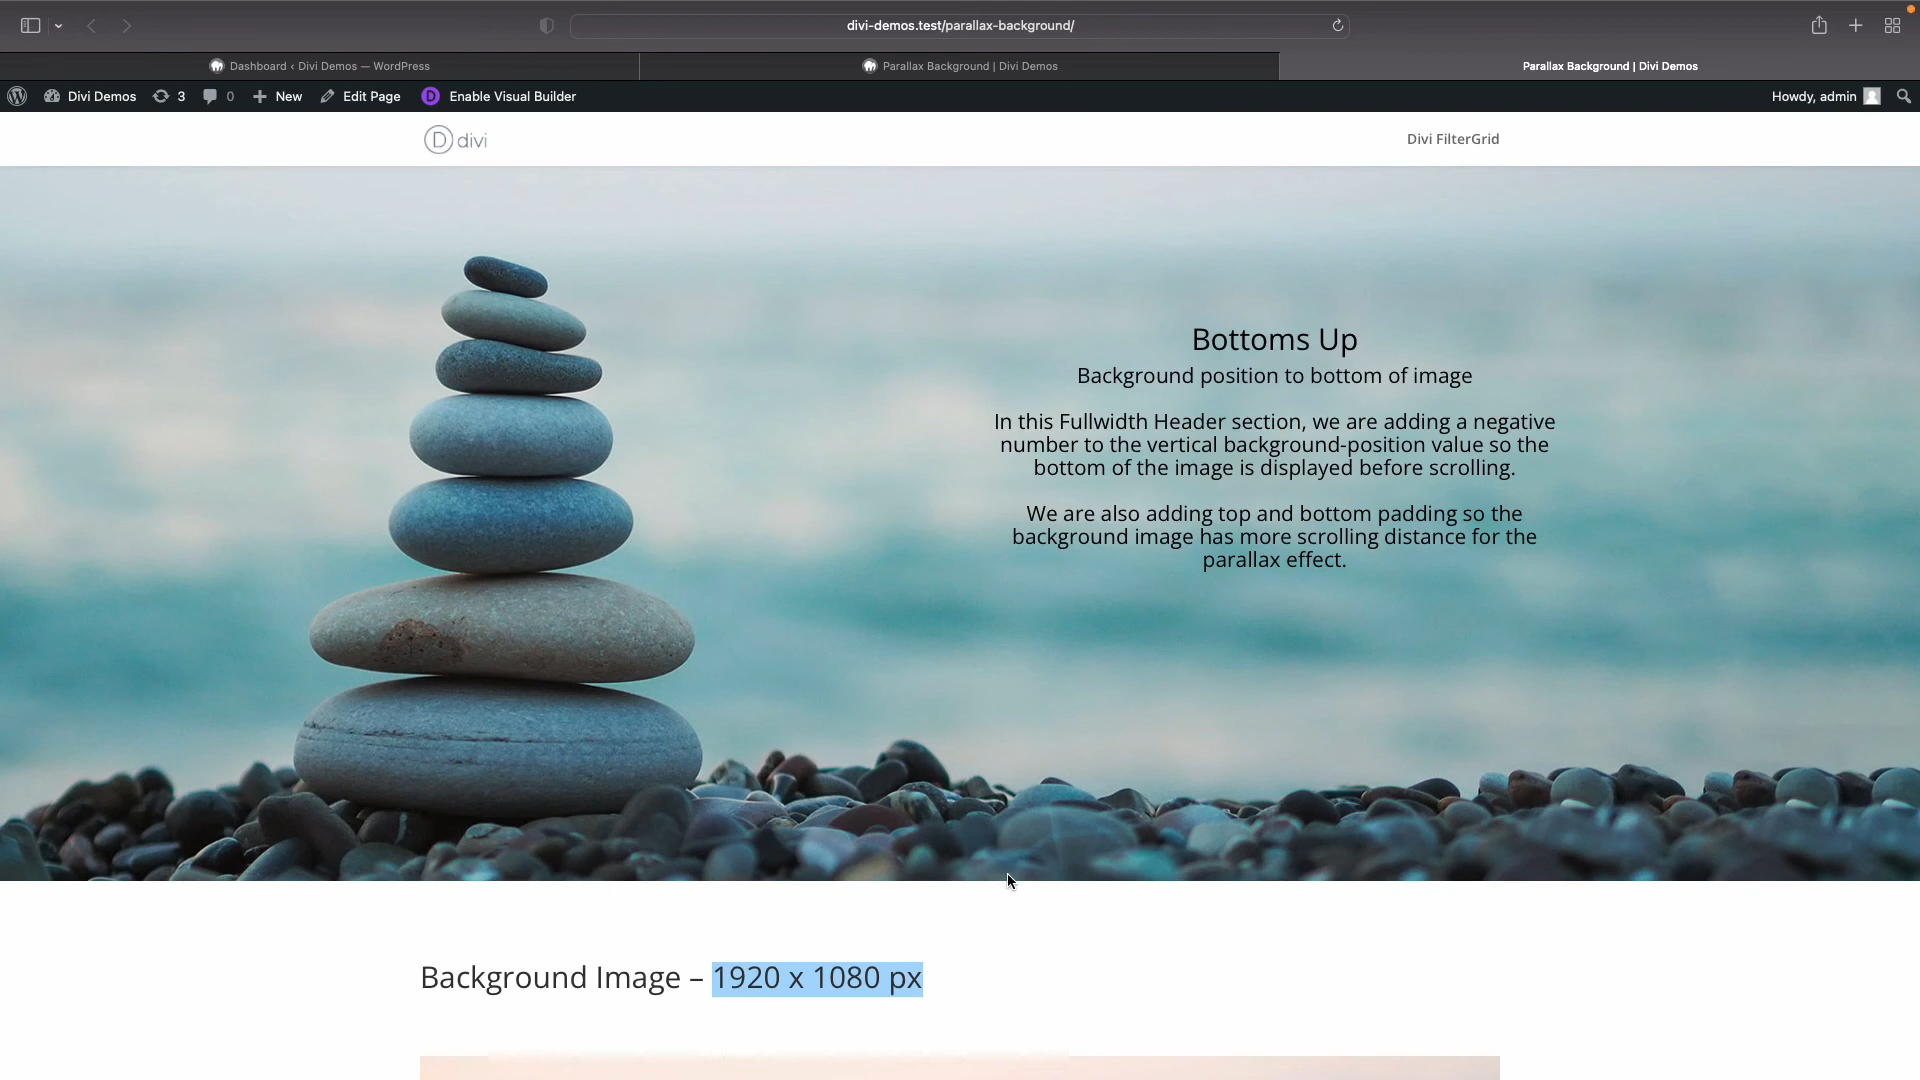 divi-demos.test/parallax-background/
Dashboard ‹ Divi Demos — WordPress
Parallax Background | Divi Demos
Parallax Background | Divi Demos
Divi Demos 3 0 New Edit Page D Enable Visual Builder
Howdy, admin
D divi
Divi FilterGrid
Bottoms Up
Background position to bottom of image
In this Fullwidth Header section, we are adding a negative
number to the vertical background-position value so the
bottom of the image is displayed before scrolling.
We are also adding top and bottom padding so the
background image has more scrolling distance for the
parallax effect.
Background Image – 1920 x 1080 px